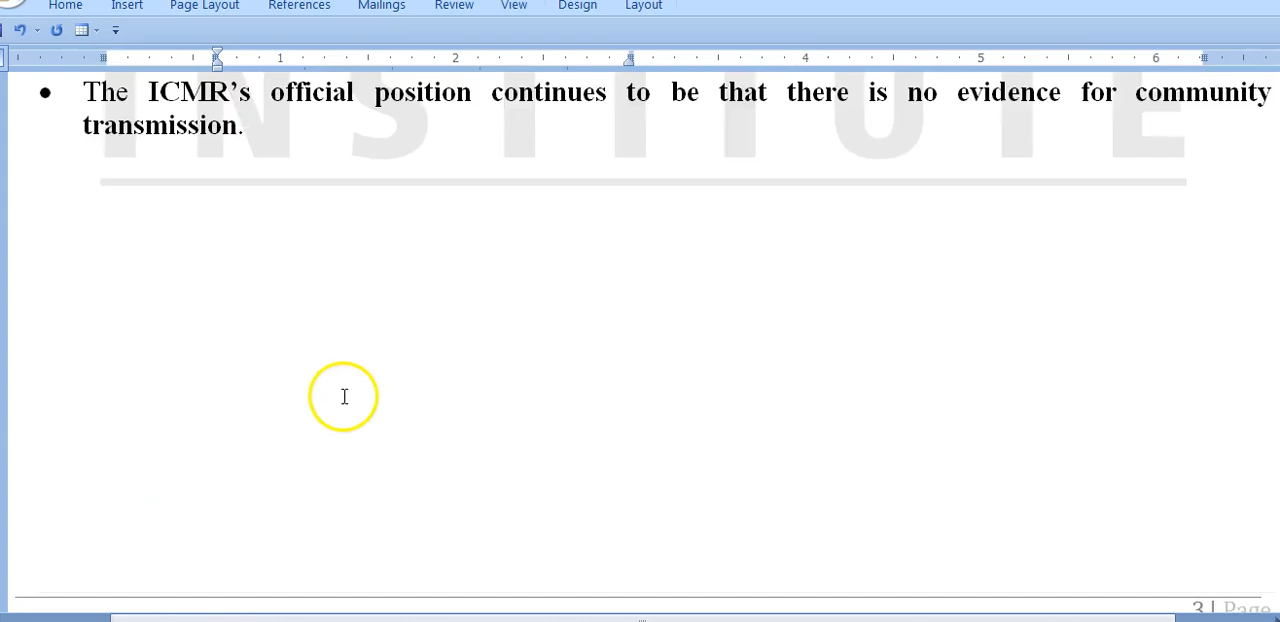 Home Insert Page Layout References Mailings Review View Design Layout
1 2 4 5 6
INSTITUTE
• The ICMR’s official position continues to be that there is no evidence for community
transmission.
3 | Page